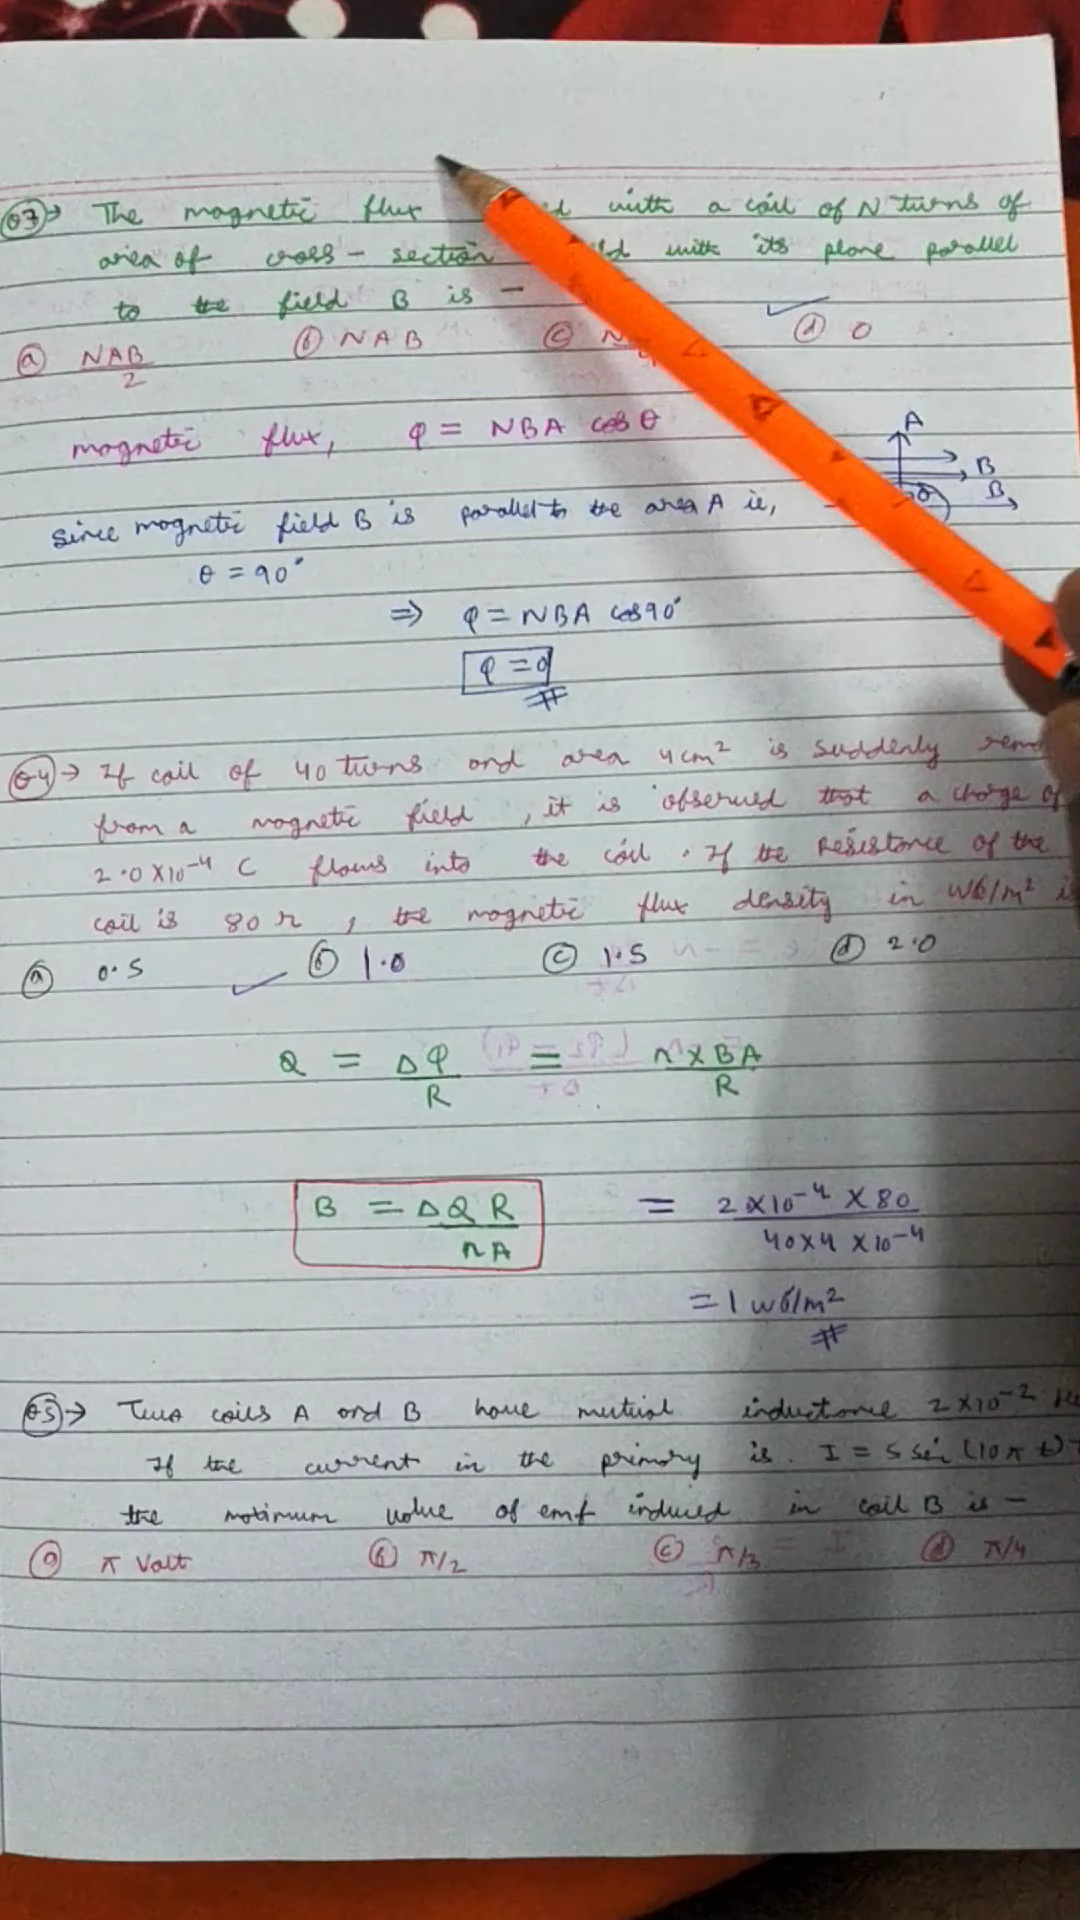 Q3→ The magnetic flux with a coil of N turns of
area of cross - section with its plane parallel
to the field B is -
(a) NAB/2 (b) NAB (c) (d) 0
magnetic flux, φ = NBA cos θ
A
B
B
θ
Since magnetic field B is parallel to the area A ie,
θ = 90°
⇒ φ = NBA cos90°
φ = 0
#
Q4→ If coil of 40 turns and area 4cm² is suddenly
from a magnetic field , it is observed that a charge of
2.0×10⁻⁴ C flows into the coil . If the resistance of the
coil is 80 r , the magnetic flux density in wb/m² is
(a) 0.5 (b) 1.0 (c) 1.5 (d) 2.0
Q = Δφ/R = n×BA/R
B = ΔQ R/nA = 2×10⁻⁴ × 80/40×4 ×10⁻⁴
= 1 wb/m²
#
Q5→ Two coils A and B have mutual inductance 2×10⁻²
If the current in the primary is . I = 5 sin (10π t)
the maximum value of emf induced in coil B is -
(a) π Volt (b) π/2 (c) π/3 (d) π/4